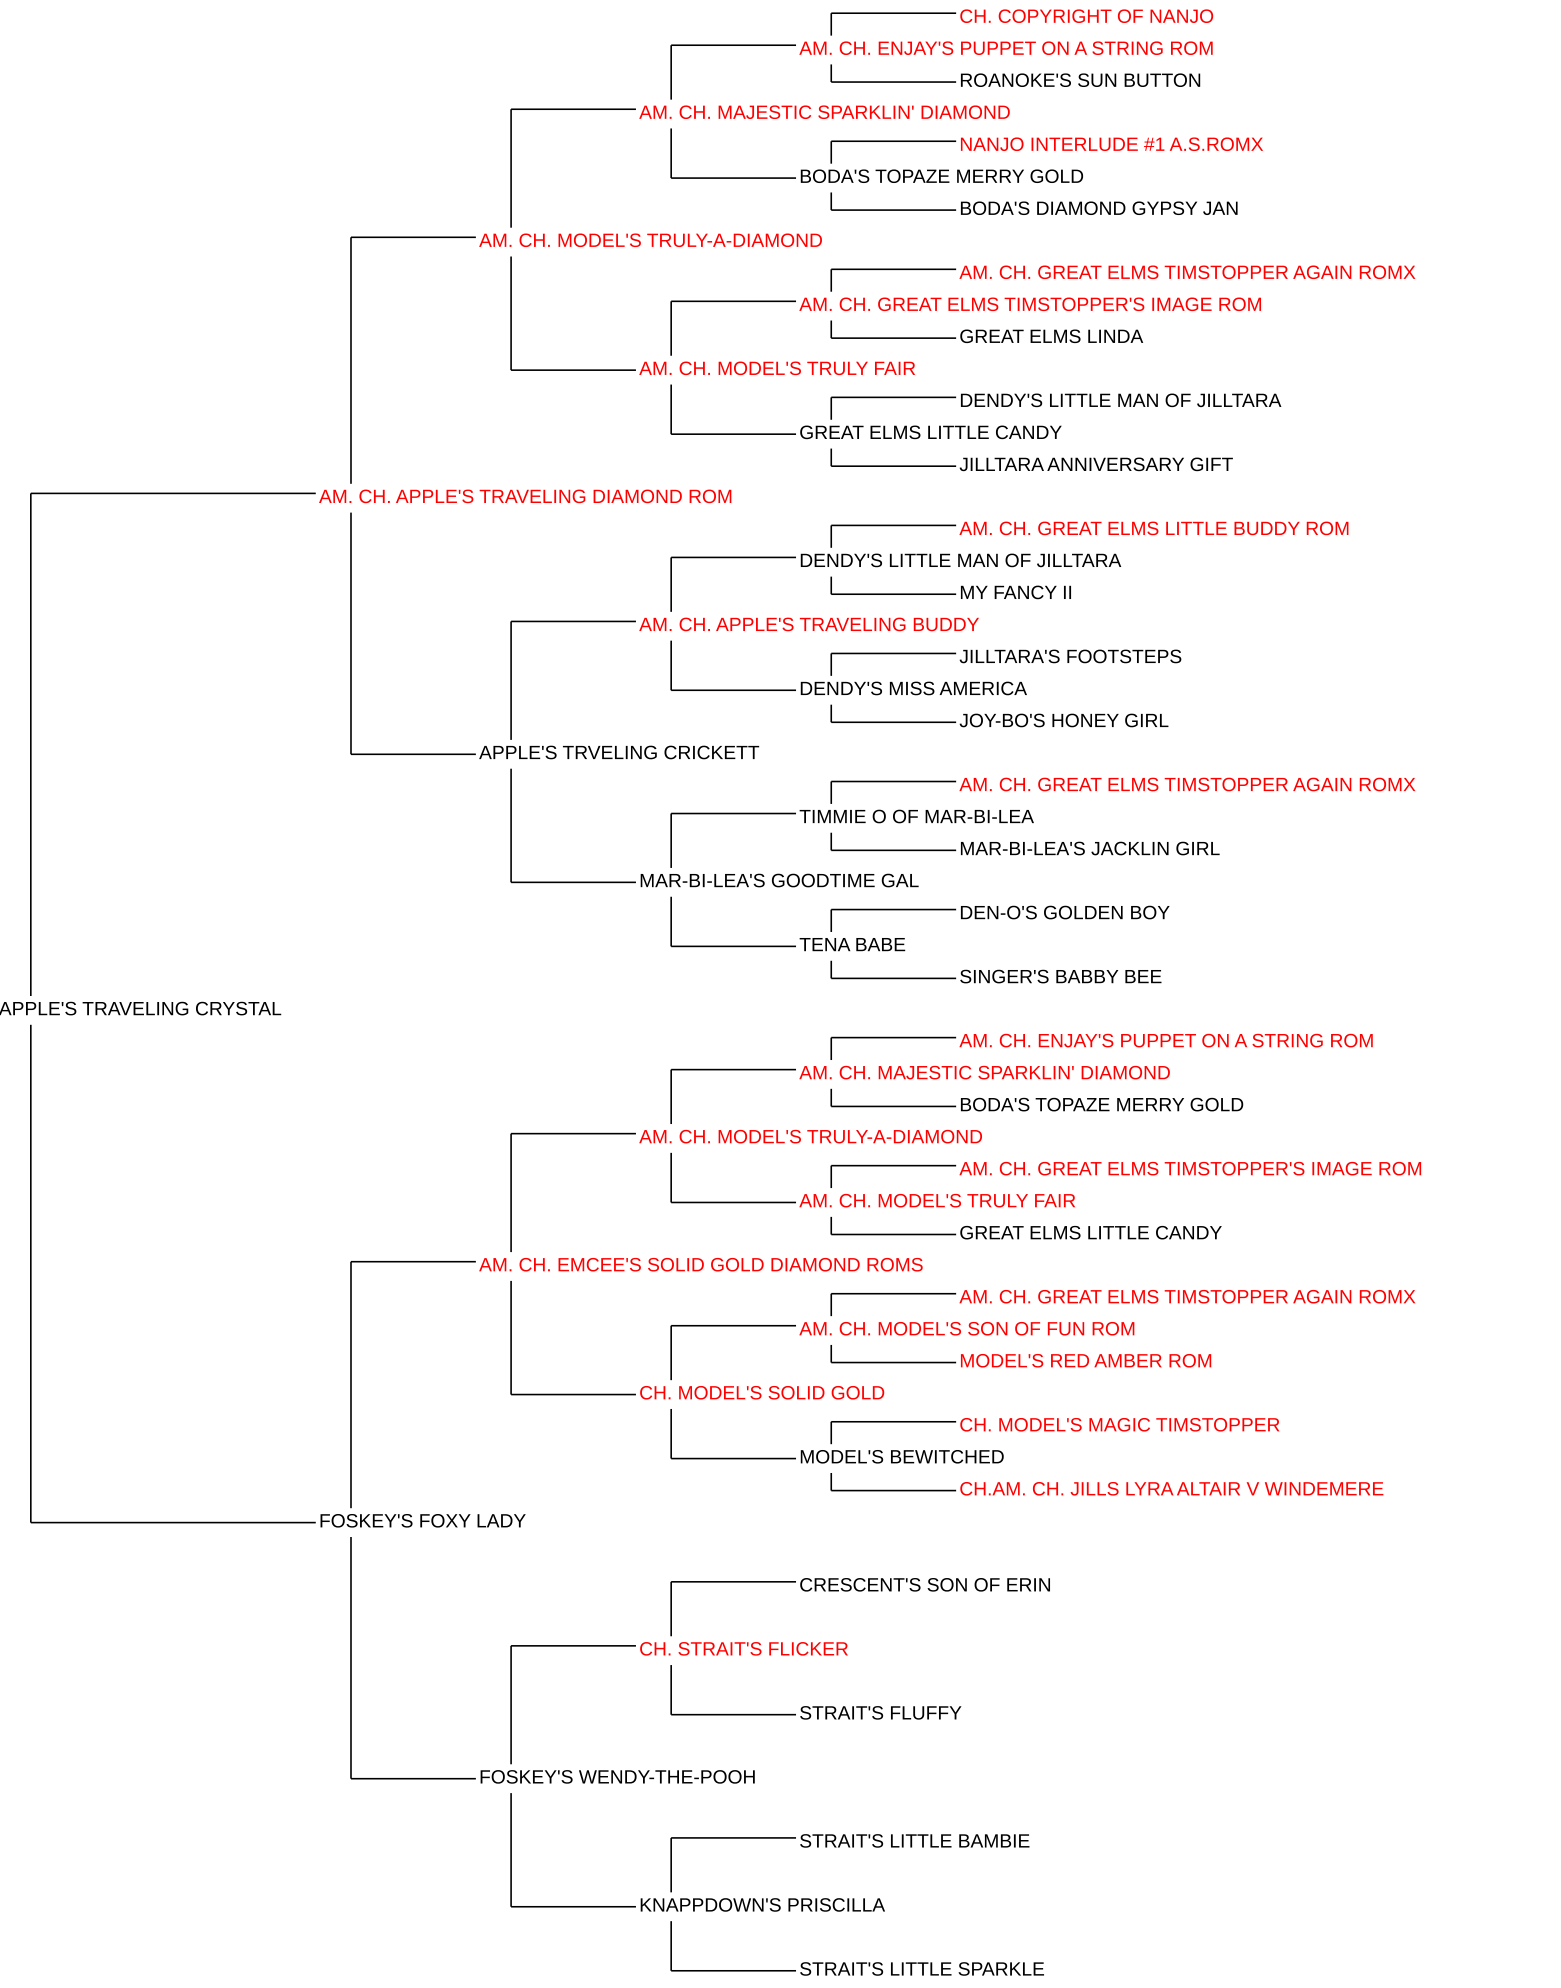 CH. COPYRIGHT OF NANJO
AM. CH. ENJAY'S PUPPET ON A STRING ROM
ROANOKE'S SUN BUTTON
AM. CH. MAJESTIC SPARKLIN' DIAMOND
NANJO INTERLUDE #1 A.S.ROMX
BODA'S TOPAZE MERRY GOLD
BODA'S DIAMOND GYPSY JAN
AM. CH. MODEL'S TRULY-A-DIAMOND
AM. CH. GREAT ELMS TIMSTOPPER AGAIN ROMX
AM. CH. GREAT ELMS TIMSTOPPER'S IMAGE ROM
GREAT ELMS LINDA
AM. CH. MODEL'S TRULY FAIR
DENDY'S LITTLE MAN OF JILLTARA
GREAT ELMS LITTLE CANDY
JILLTARA ANNIVERSARY GIFT
AM. CH. APPLE'S TRAVELING DIAMOND ROM
AM. CH. GREAT ELMS LITTLE BUDDY ROM
DENDY'S LITTLE MAN OF JILLTARA
MY FANCY II
AM. CH. APPLE'S TRAVELING BUDDY
JILLTARA'S FOOTSTEPS
DENDY'S MISS AMERICA
JOY-BO'S HONEY GIRL
APPLE'S TRVELING CRICKETT
AM. CH. GREAT ELMS TIMSTOPPER AGAIN ROMX
TIMMIE O OF MAR-BI-LEA
MAR-BI-LEA'S JACKLIN GIRL
MAR-BI-LEA'S GOODTIME GAL
DEN-O'S GOLDEN BOY
TENA BABE
SINGER'S BABBY BEE
APPLE'S TRAVELING CRYSTAL
AM. CH. ENJAY'S PUPPET ON A STRING ROM
AM. CH. MAJESTIC SPARKLIN' DIAMOND
BODA'S TOPAZE MERRY GOLD
AM. CH. MODEL'S TRULY-A-DIAMOND
AM. CH. GREAT ELMS TIMSTOPPER'S IMAGE ROM
AM. CH. MODEL'S TRULY FAIR
GREAT ELMS LITTLE CANDY
AM. CH. EMCEE'S SOLID GOLD DIAMOND ROMS
AM. CH. GREAT ELMS TIMSTOPPER AGAIN ROMX
AM. CH. MODEL'S SON OF FUN ROM
MODEL'S RED AMBER ROM
CH. MODEL'S SOLID GOLD
CH. MODEL'S MAGIC TIMSTOPPER
MODEL'S BEWITCHED
CH.AM. CH. JILLS LYRA ALTAIR V WINDEMERE
FOSKEY'S FOXY LADY
CRESCENT'S SON OF ERIN
CH. STRAIT'S FLICKER
STRAIT'S FLUFFY
FOSKEY'S WENDY-THE-POOH
STRAIT'S LITTLE BAMBIE
KNAPPDOWN'S PRISCILLA
STRAIT'S LITTLE SPARKLE